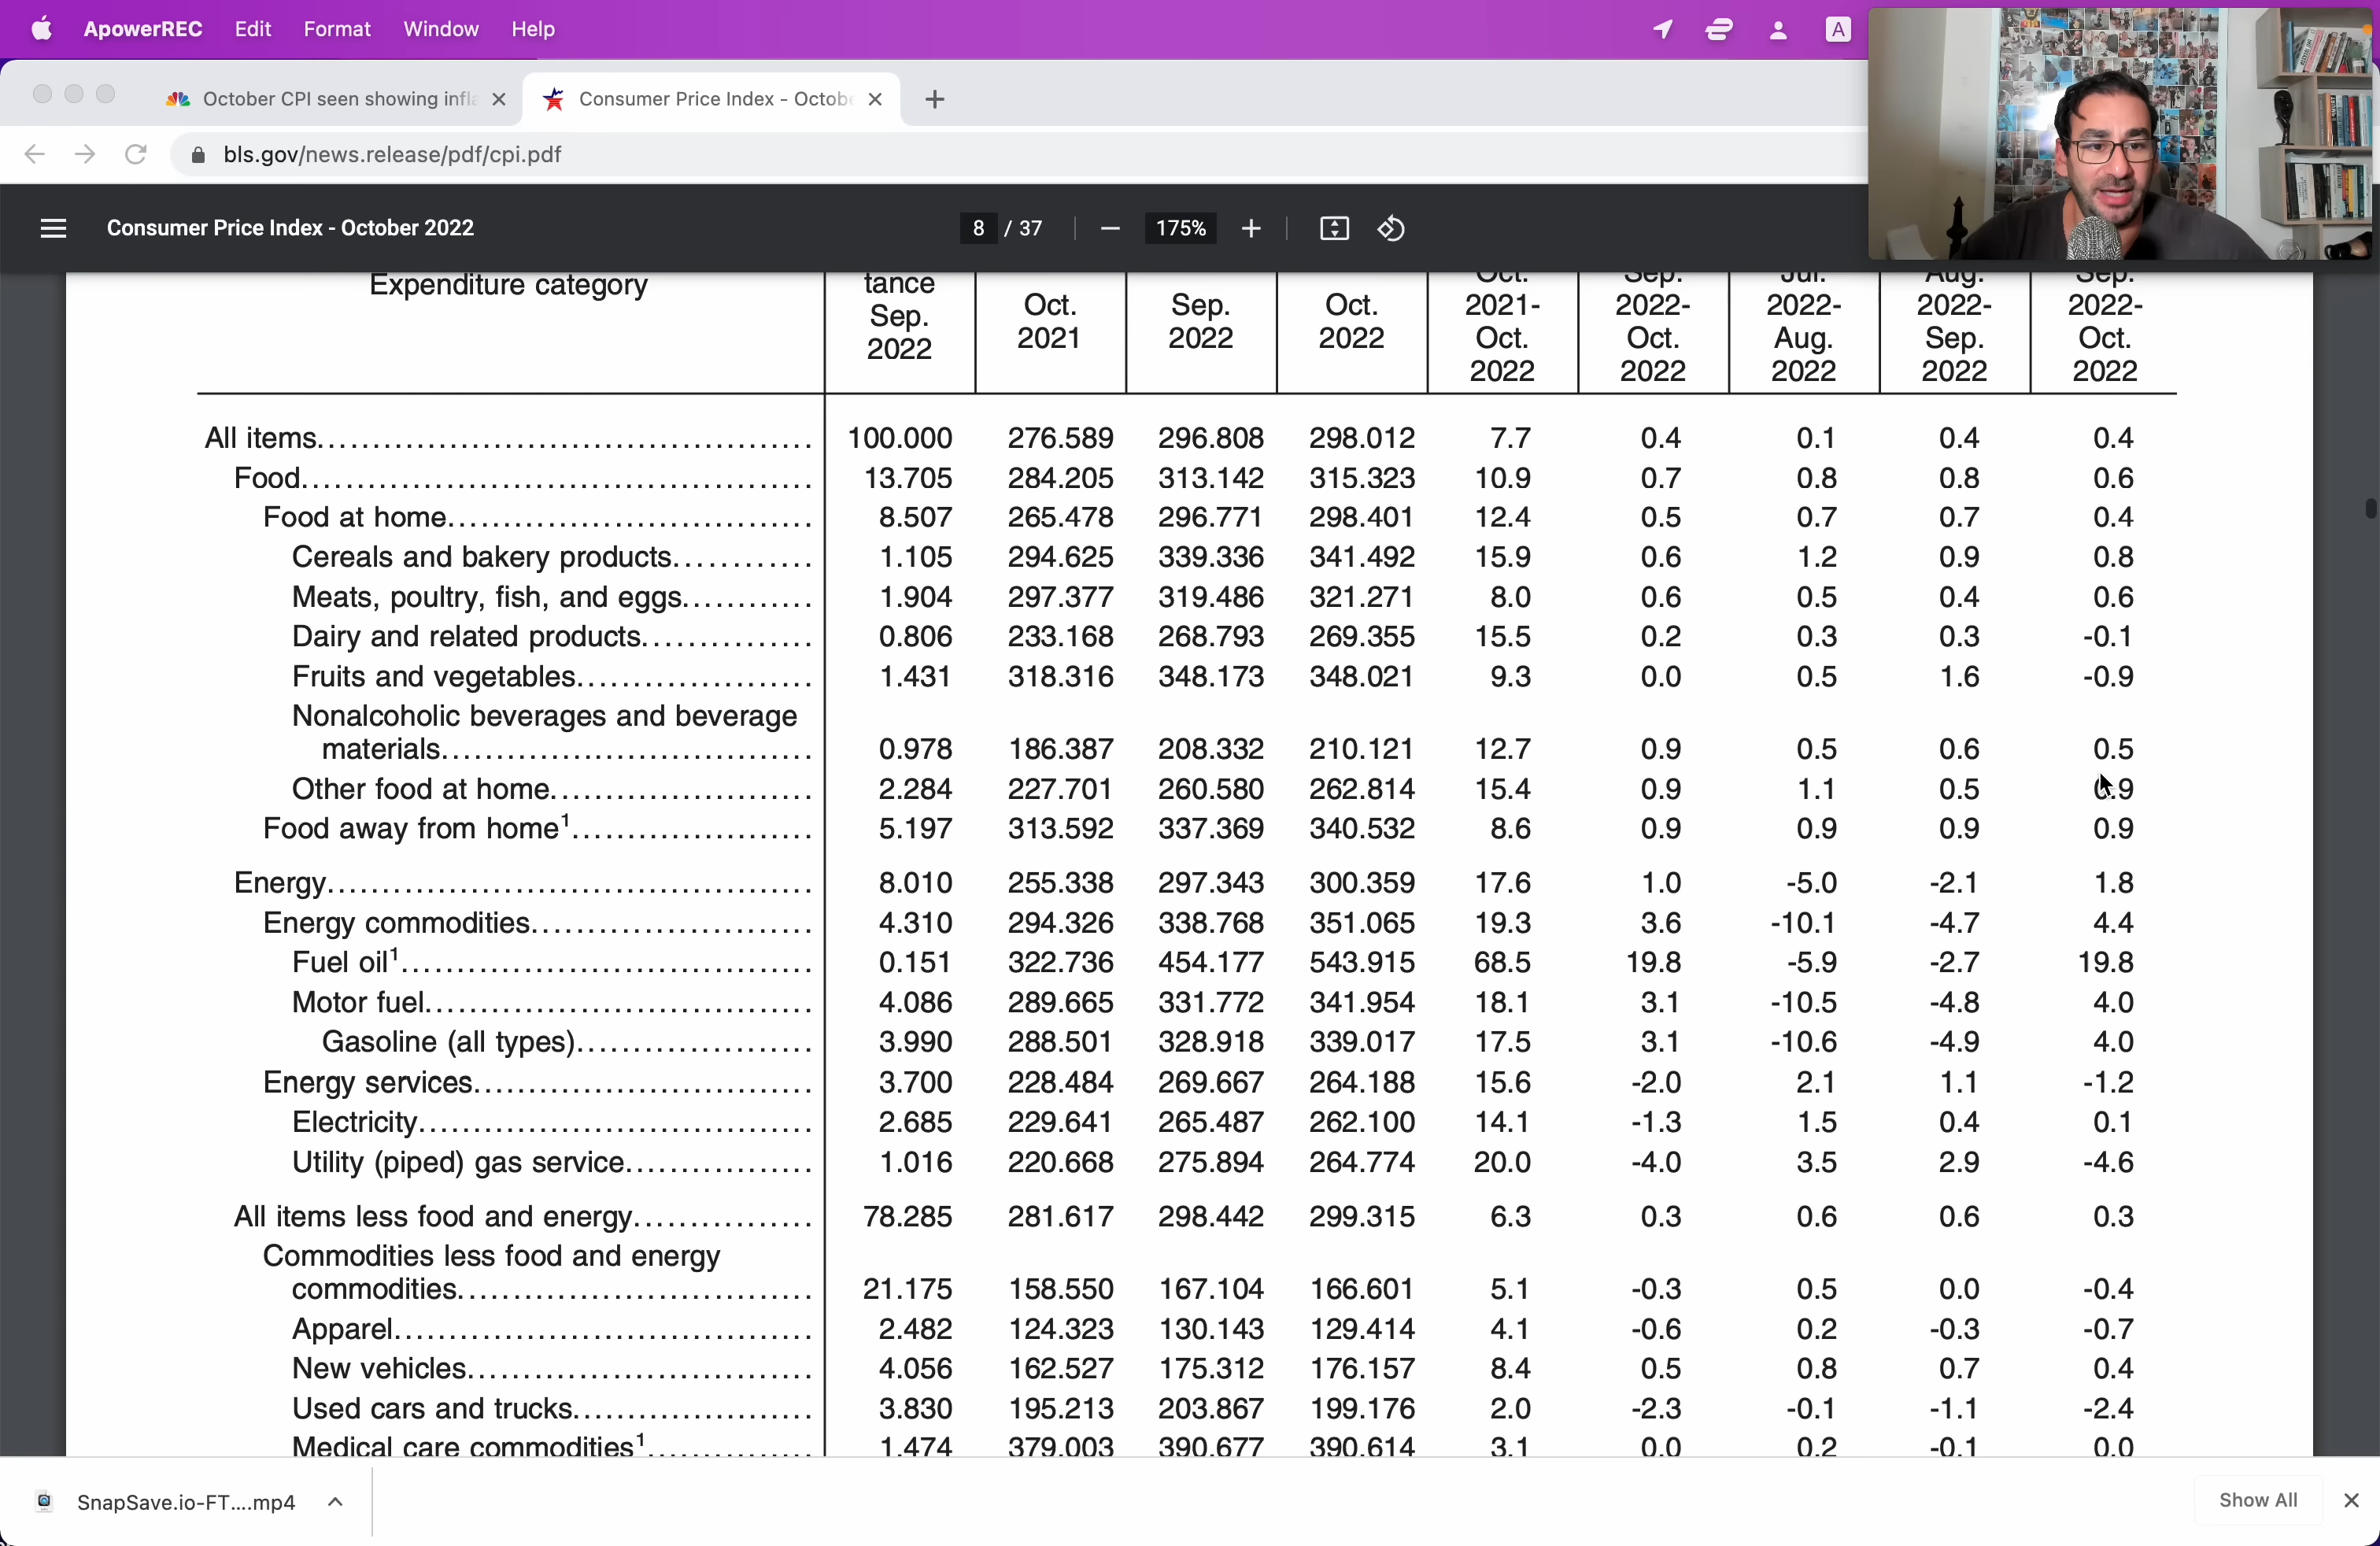 ApowerREC Edit Format Window Help A
October CPI seen showing infla Consumer Price Index - Octobe
bls.gov/news.release/pdf/cpi.pdf
Consumer Price Index - October 2022 8 / 37 175%
Expenditure category tance Sep. 2022 Oct. 2021 Sep. 2022 Oct. 2022 Oct. 2021- Oct. 2022 Sep. 2022- Oct. 2022 Jul. 2022- Aug. 2022 Aug. 2022- Sep. 2022 Sep. 2022- Oct. 2022
All items 100.000 276.589 296.808 298.012 7.7 0.4 0.1 0.4 0.4
Food 13.705 284.205 313.142 315.323 10.9 0.7 0.8 0.8 0.6
Food at home 8.507 265.478 296.771 298.401 12.4 0.5 0.7 0.7 0.4
Cereals and bakery products 1.105 294.625 339.336 341.492 15.9 0.6 1.2 0.9 0.8
Meats, poultry, fish, and eggs 1.904 297.377 319.486 321.271 8.0 0.6 0.5 0.4 0.6
Dairy and related products 0.806 233.168 268.793 269.355 15.5 0.2 0.3 0.3 -0.1
Fruits and vegetables 1.431 318.316 348.173 348.021 9.3 0.0 0.5 1.6 -0.9
Nonalcoholic beverages and beverage
materials 0.978 186.387 208.332 210.121 12.7 0.9 0.5 0.6 0.5
Other food at home 2.284 227.701 260.580 262.814 15.4 0.9 1.1 0.5 0.9
Food away from home¹ 5.197 313.592 337.369 340.532 8.6 0.9 0.9 0.9 0.9
Energy 8.010 255.338 297.343 300.359 17.6 1.0 -5.0 -2.1 1.8
Energy commodities 4.310 294.326 338.768 351.065 19.3 3.6 -10.1 -4.7 4.4
Fuel oil¹ 0.151 322.736 454.177 543.915 68.5 19.8 -5.9 -2.7 19.8
Motor fuel 4.086 289.665 331.772 341.954 18.1 3.1 -10.5 -4.8 4.0
Gasoline (all types) 3.990 288.501 328.918 339.017 17.5 3.1 -10.6 -4.9 4.0
Energy services 3.700 228.484 269.667 264.188 15.6 -2.0 2.1 1.1 -1.2
Electricity 2.685 229.641 265.487 262.100 14.1 -1.3 1.5 0.4 0.1
Utility (piped) gas service 1.016 220.668 275.894 264.774 20.0 -4.0 3.5 2.9 -4.6
All items less food and energy 78.285 281.617 298.442 299.315 6.3 0.3 0.6 0.6 0.3
Commodities less food and energy
commodities 21.175 158.550 167.104 166.601 5.1 -0.3 0.5 0.0 -0.4
Apparel 2.482 124.323 130.143 129.414 4.1 -0.6 0.2 -0.3 -0.7
New vehicles 4.056 162.527 175.312 176.157 8.4 0.5 0.8 0.7 0.4
Used cars and trucks 3.830 195.213 203.867 199.176 2.0 -2.3 -0.1 -1.1 -2.4
Medical care commodities¹ 1.474 379.003 390.677 390.614 3.1 0.0 0.2 -0.1 0.0
SnapSave.io-FT....mp4 Show All